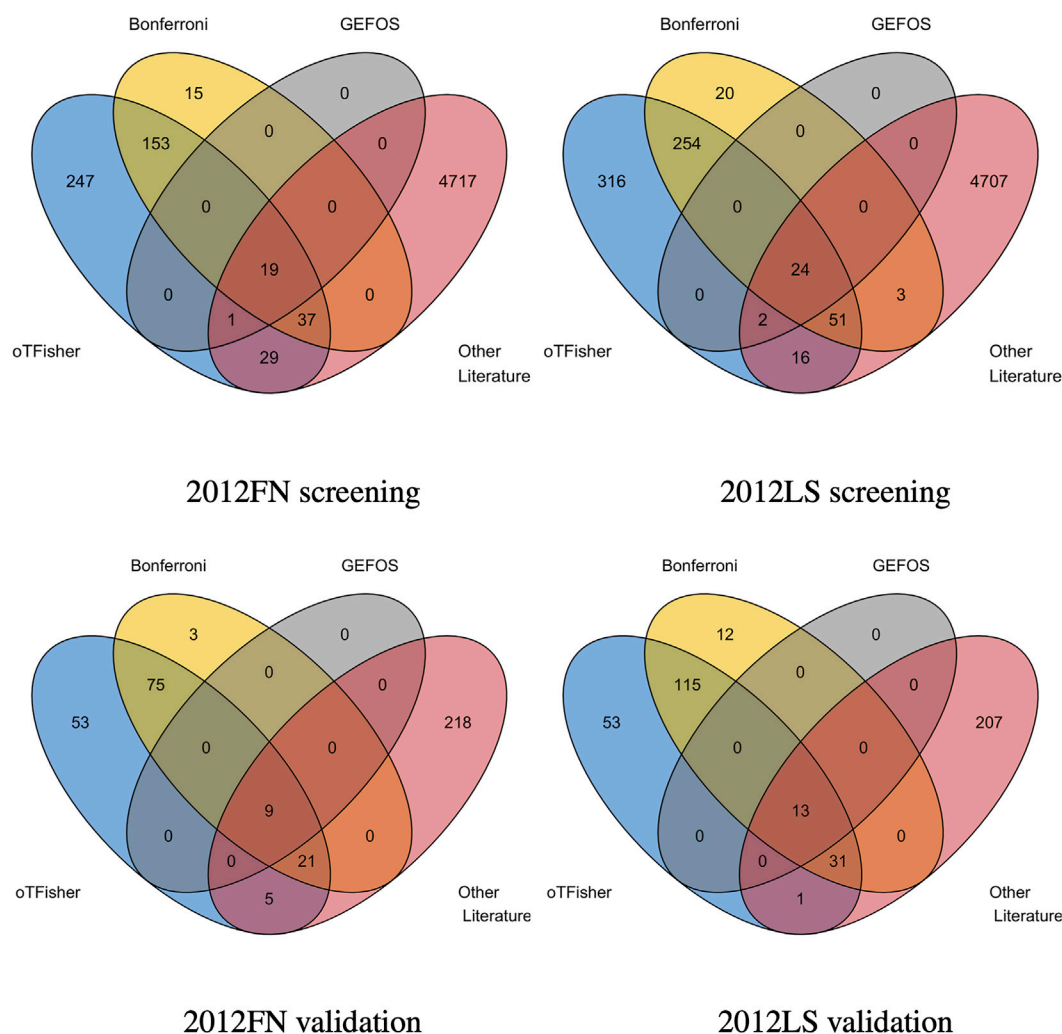 Bonferroni GEFOS
15 0
0
153 0
247 4717
0 0
19
0 0
1 37
oTFisher Other
29 Literature
2012FN screening
Bonferroni GEFOS
20 0
0
254 0
316 4707
0 0
24
0 3
2 51
oTFisher Other
16 Literature
2012LS screening
Bonferroni GEFOS
3 0
0
75 0
53 218
0 0
9
0 0
0 21
oTFisher Other
5 Literature
2012FN validation
Bonferroni GEFOS
12 0
0
115 0
53 207
0 0
13
0 0
0 31
oTFisher Other
1 Literature
2012LS validation